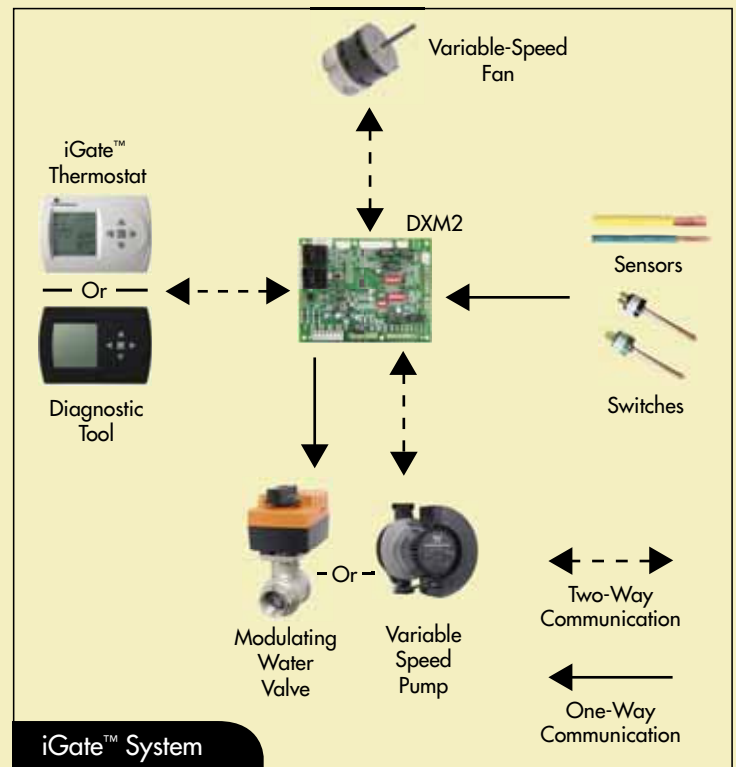 Variable-Speed
Fan
iGate™
Thermostat
Or
Diagnostic
Tool
DXM2
Sensors
Switches
Modulating
Water
Valve
Or
Variable
Speed
Pump
Two-Way
Communication
One-Way
Communication
iGate™ System